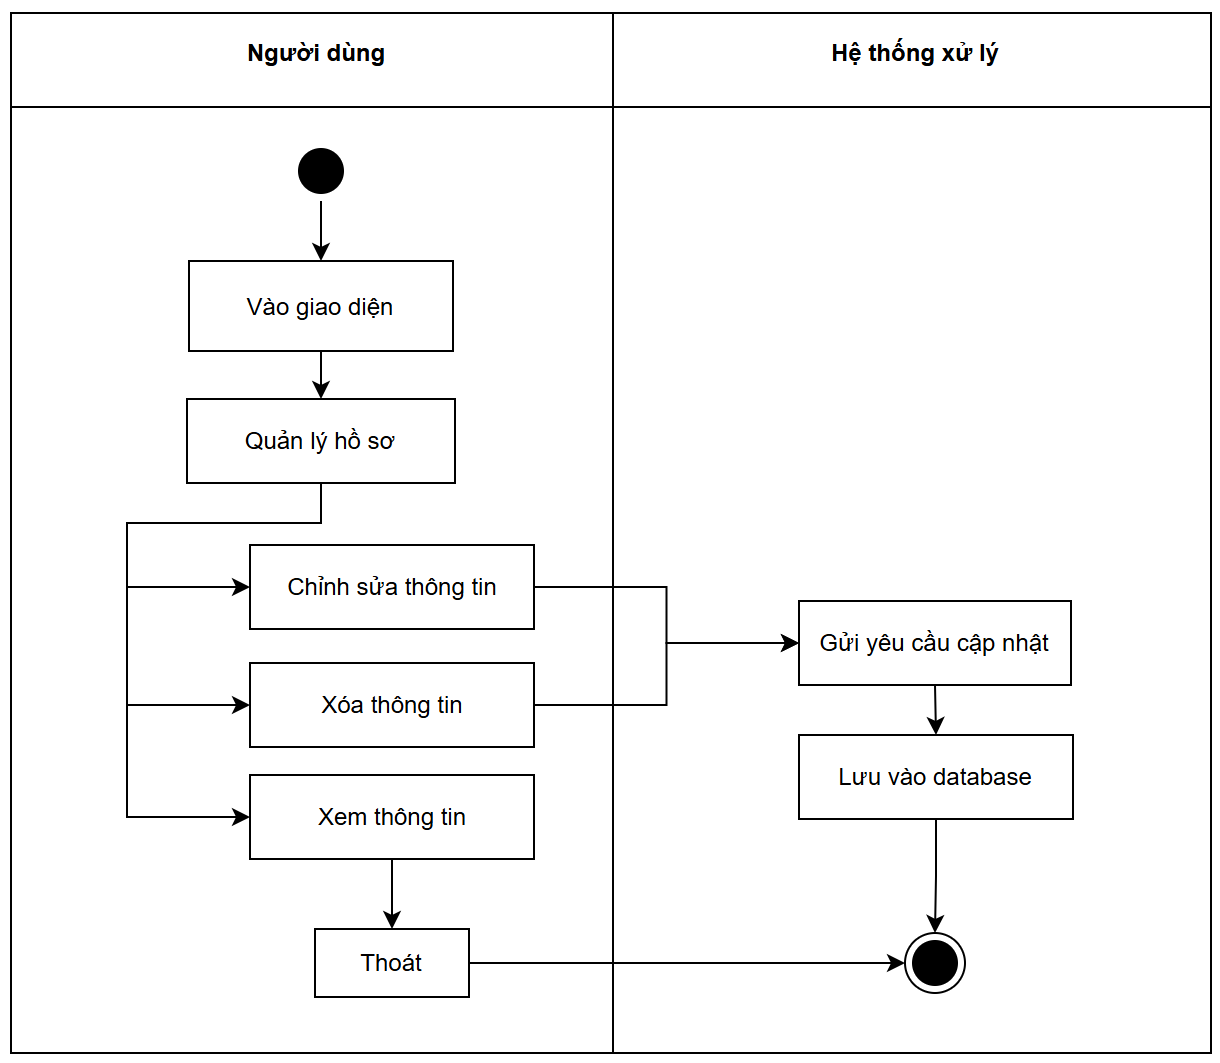 Người dùng
Hệ thống xử lý
Vào giao diện
Quản lý hồ sơ
Chỉnh sửa thông tin
Gửi yêu cầu cập nhật
Xóa thông tin
Lưu vào database
Xem thông tin
Thoát